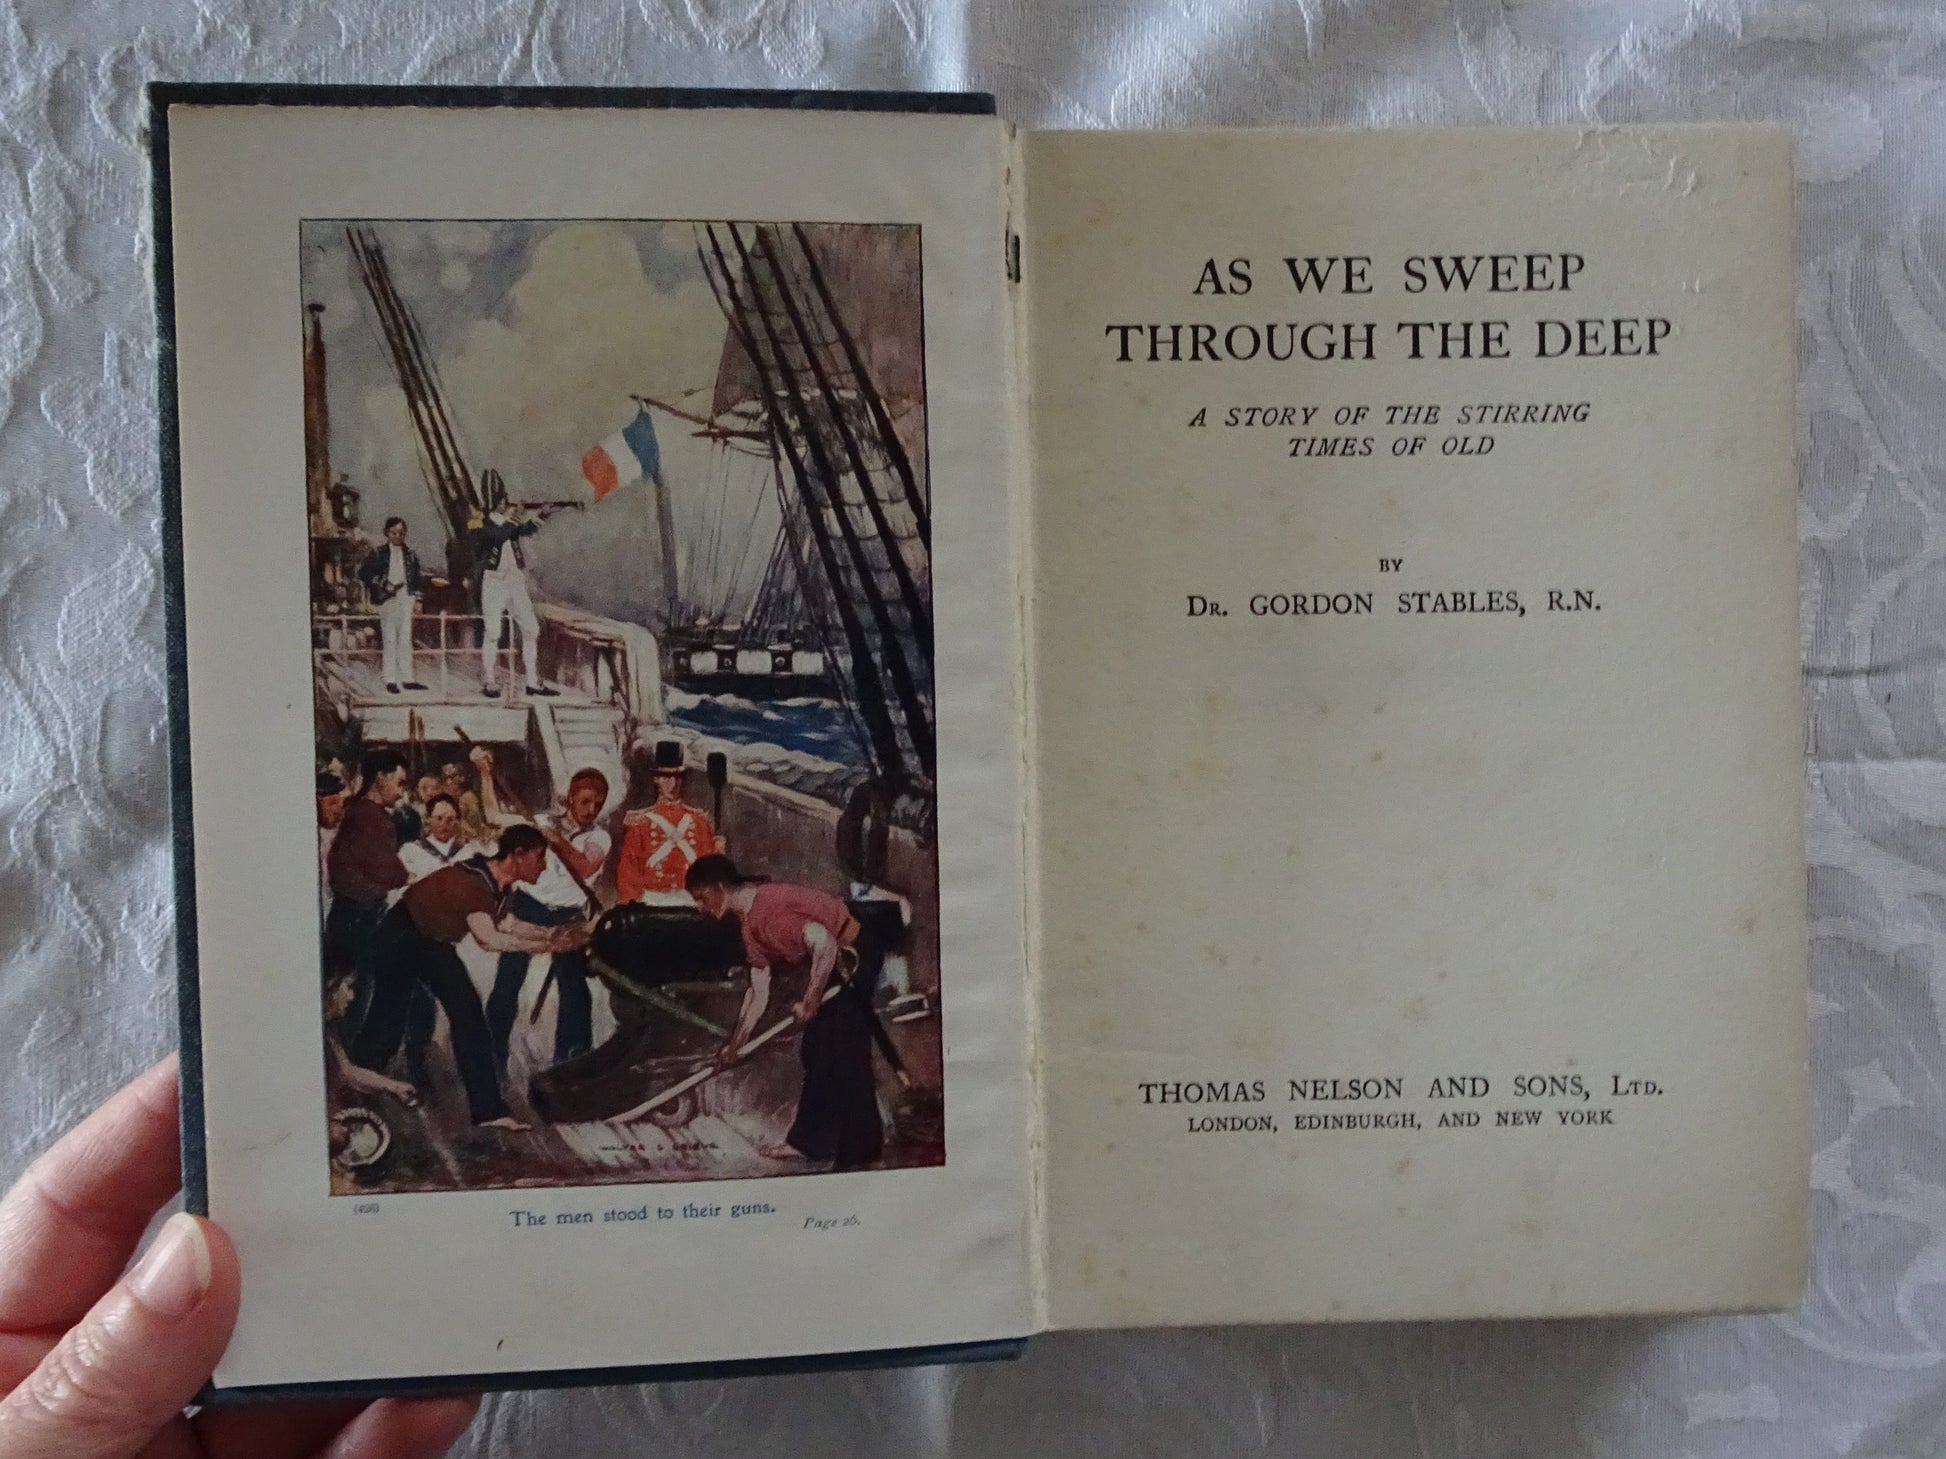 The men stood to their guns.
Page 26.
AS WE SWEEP
THROUGH THE DEEP
A STORY OF THE STIRRING
TIMES OF OLD
BY
DR. GORDON STABLES, R.N.
THOMAS NELSON AND SONS, LTD.
LONDON, EDINBURGH, AND NEW YORK